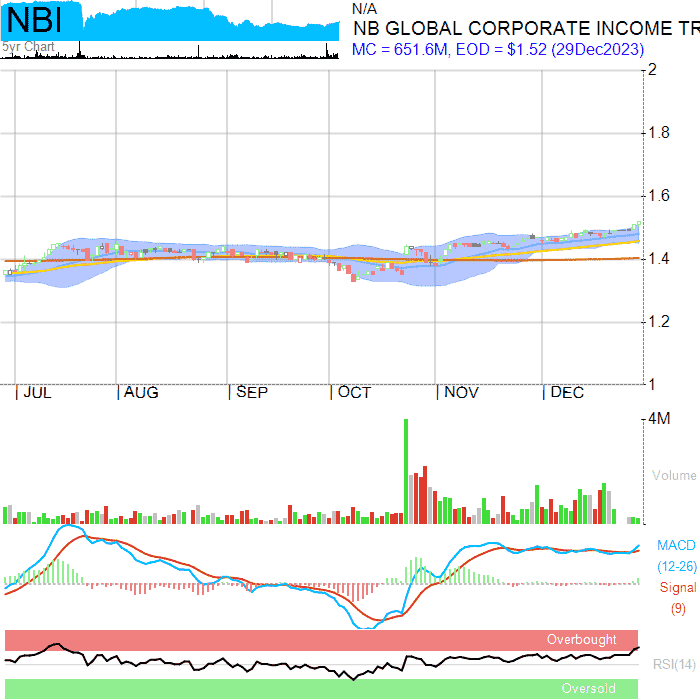 NBI
5yr Chart
N/A
NB GLOBAL CORPORATE INCOME TR
MC = 651.6M, EOD = $1.52 (29Dec2023)
2
1.8
1.6
1.4
1.2
1
JUL AUG SEP OCT NOV DEC
4M
Volume
MACD
(12-26)
Signal
(9)
Overbought
RSI(14)
Oversold